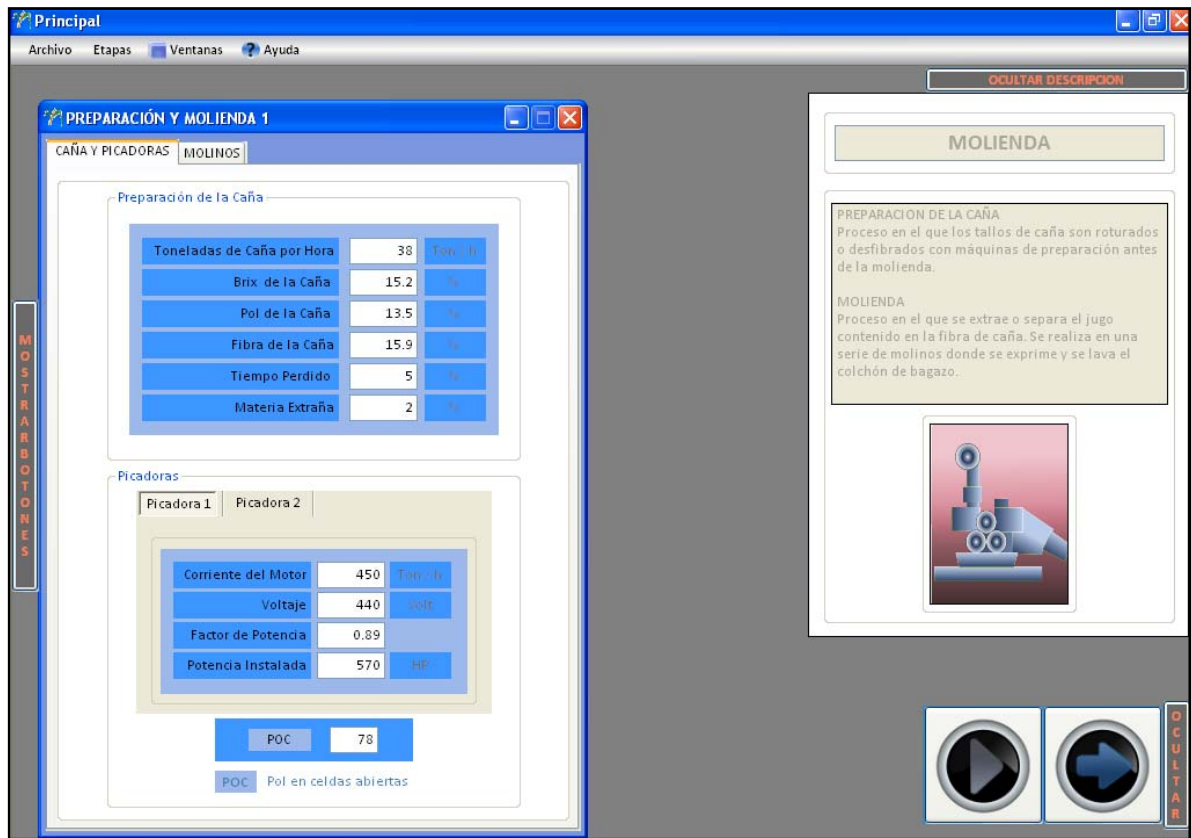 Principal
Archivo Etapas Ventanas Ayuda
OCULTAR DESCRIPCION
PREPARACIÓN Y MOLIENDA 1
CAÑA Y PICADORAS MOLINOS
Preparación de la Caña
Toneladas de Caña por Hora 38 Ton / h
Brix de la Caña 15.2 %
Pol de la Caña 13.5 %
Fibra de la Caña 15.9 %
Tiempo Perdido 5 %
Materia Extraña 2 %
Picadoras
Picadora 1 Picadora 2
Corriente del Motor 450 Ton / h
Voltaje 440 volt
Factor de Potencia 0.89
Potencia Instalada 570 HP
POC 78
POC Pol en celdas abiertas
MOSTRAR BOTONES
MOLIENDA
PREPARACION DE LA CAÑA
Proceso en el que los tallos de caña son roturados
o desfibrados con máquinas de preparación antes
de la molienda.
MOLIENDA
Proceso en el que se extrae o separa el jugo
contenido en la fibra de caña. Se realiza en una
serie de molinos donde se exprime y se lava el
colchón de bagazo.
OCULTAR